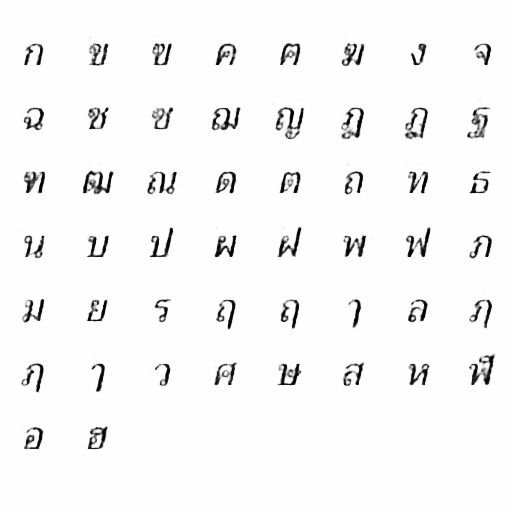 ก ข ฃ ค ฅ ฆ ง จ
ฉ ช ซ ฌ ญ ฎ ฏ ฐ
ฑ ฒ ณ ด ต ถ ท ธ
น บ ป ผ ฝ พ ฟ ภ
ม ย ร ฤ ฤ ๅ ล ฦ
ฦ ๅ ว ศ ษ ส ห ฬ
อ ฮ